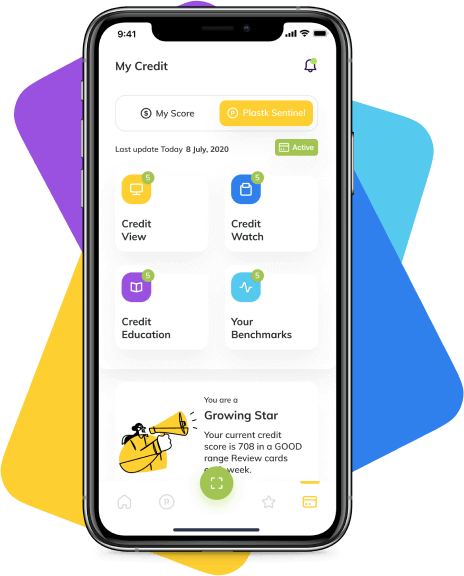 9:41
My Credit
My Score
Plastk Sentinel
Last update Today 8 July, 2020
Active
5
5
Credit
View
Credit
Watch
5
5
Credit
Education
Your
Benchmarks
You are a
Growing Star
Your current credit
score is 708 in a GOOD
range Review cards
week.